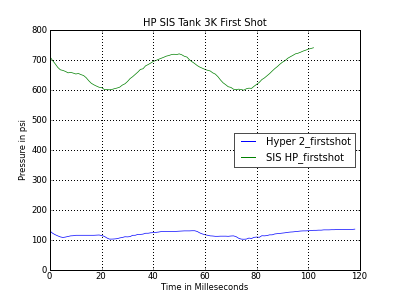 HP SIS Tank 3K First Shot
800
700
600
500
400
300
200
100
0
Pressure in psi
Hyper 2_firstshot
SIS HP_firstshot
0 20 40 60 80 100 120
Time in Milleseconds